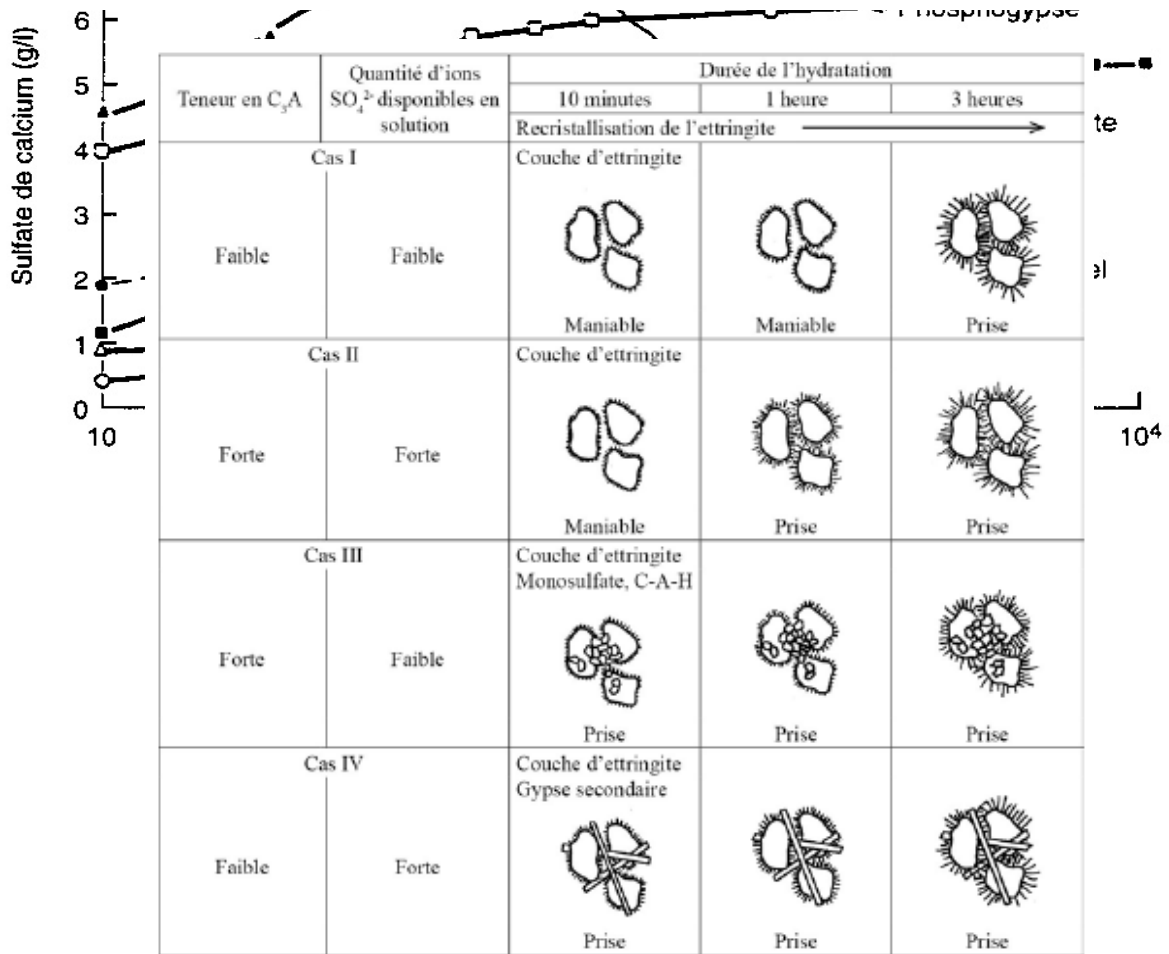 6
Sulfate de calcium (g/l)
5
4
3
2
1
0
10
10⁴
Teneur en C₃A
Quantité d'ions
SO₄²⁻ disponibles en
solution
Durée de l'hydratation
10 minutes
1 heure
3 heures
Recristallisation de l'ettringite
Cas I
Couche d'ettringite
Faible
Faible
Maniable
Maniable
Prise
Cas II
Couche d'ettringite
Forte
Forte
Maniable
Prise
Prise
Cas III
Couche d'ettringite
Monosulfate, C-A-H
Forte
Faible
Prise
Prise
Prise
Cas IV
Couche d'ettringite
Gypse secondaire
Faible
Forte
Prise
Prise
Prise